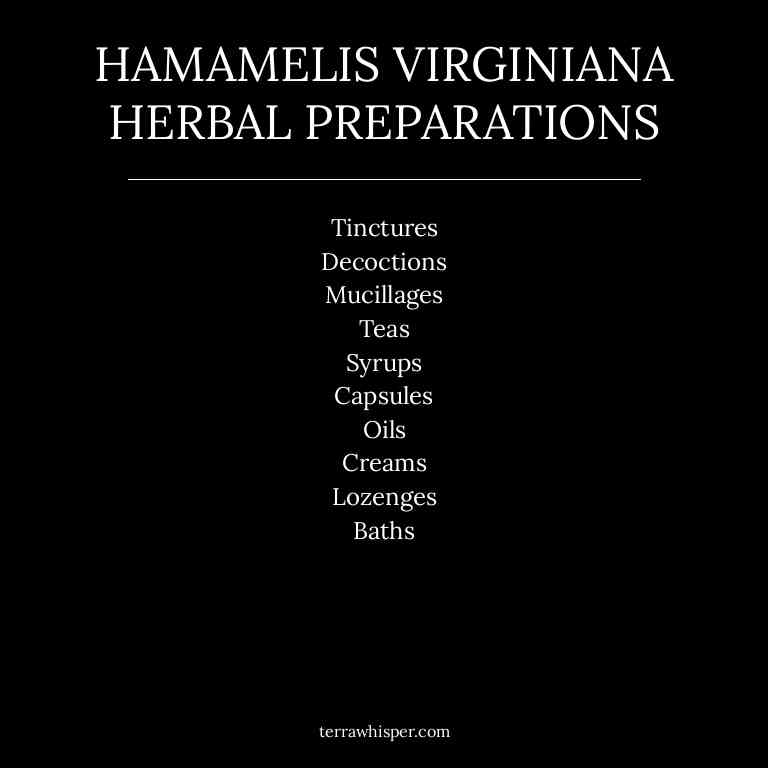 HAMAMELIS VIRGINIANA
HERBAL PREPARATIONS
Tinctures
Decoctions
Mucillages
Teas
Syrups
Capsules
Oils
Creams
Lozenges
Baths
terrawhisper.com